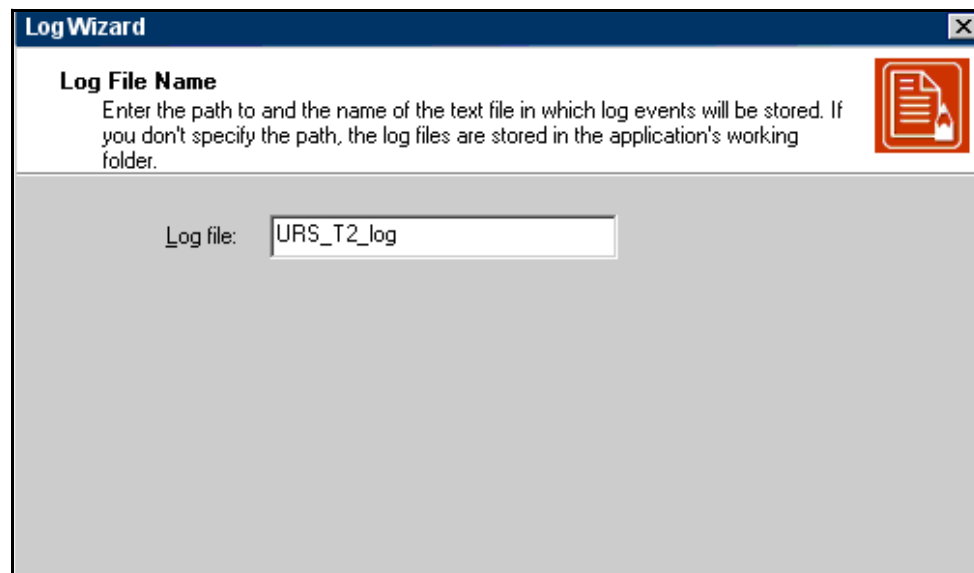 Log Wizard
Log File Name
Enter the path to and the name of the text file in which log events will be stored. If
you don't specify the path, the log files are stored in the application's working
folder.
Log file: URS_T2_log